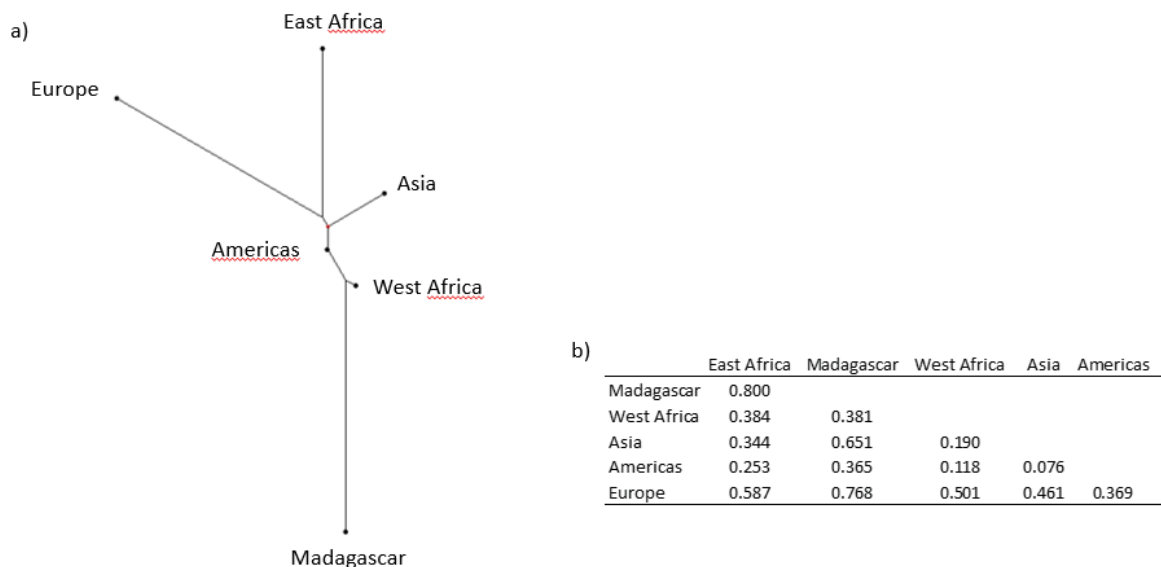 a)
East Africa
Europe
Asia
Americas
West Africa
Madagascar
b)
East Africa Madagascar West Africa Asia Americas
Madagascar 0.800
West Africa 0.384 0.381
Asia 0.344 0.651 0.190
Americas 0.253 0.365 0.118 0.076
Europe 0.587 0.768 0.501 0.461 0.369